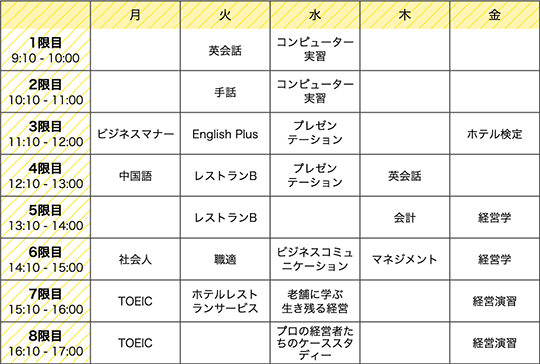 月 火 水 木 金
1限目
9:10 - 10:00
英会話
コンピューター
実習
2限目
10:10 - 11:00
手話
コンピューター
実習
3限目
11:10 - 12:00
ビジネスマナー
English Plus
プレゼン
テーション
ホテル検定
4限目
12:10 - 13:00
中国語
レストランB
プレゼン
テーション
英会話
5限目
13:10 - 14:00
レストランB
会計
経営学
6限目
14:10 - 15:00
社会人
職適
ビジネスコミュ
ニケーション
マネジメント
経営学
7限目
15:10 - 16:00
TOEIC
ホテルレスト
ランサービス
老舗に学ぶ
生き残る経営
経営演習
8限目
16:10 - 17:00
TOEIC
プロの経営者た
ちのケーススタ
ディー
経営演習